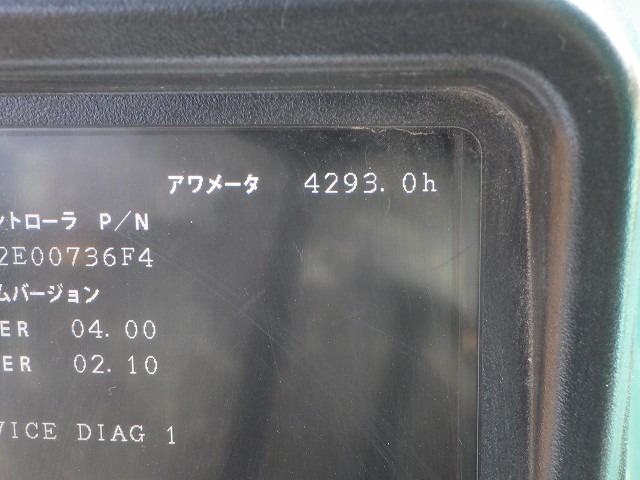 アワメータ 4293.0h
ントローラ P/N
2E00736F4
ムバージョン
ER 04.00
ER 02.10
VICE DIAG 1